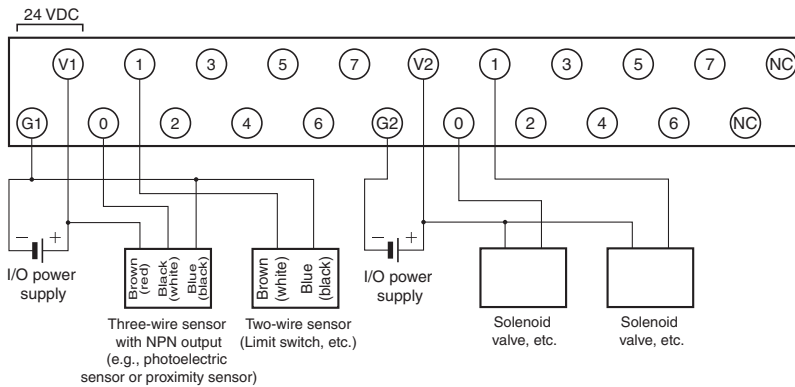 24 VDC
V1 1 3 5 7 V2 1 3 5 7 NC
G1 0 2 4 6 G2 0 2 4 6 NC
− +
I/O power
supply
Brown
(red)
Black
(white)
Blue
(black)
Three-wire sensor
with NPN output
(e.g., photoelectric
sensor or proximity sensor)
Brown
(white)
Blue
(black)
Two-wire sensor
(Limit switch, etc.)
− +
I/O power
supply
Solenoid
valve, etc.
Solenoid
valve, etc.